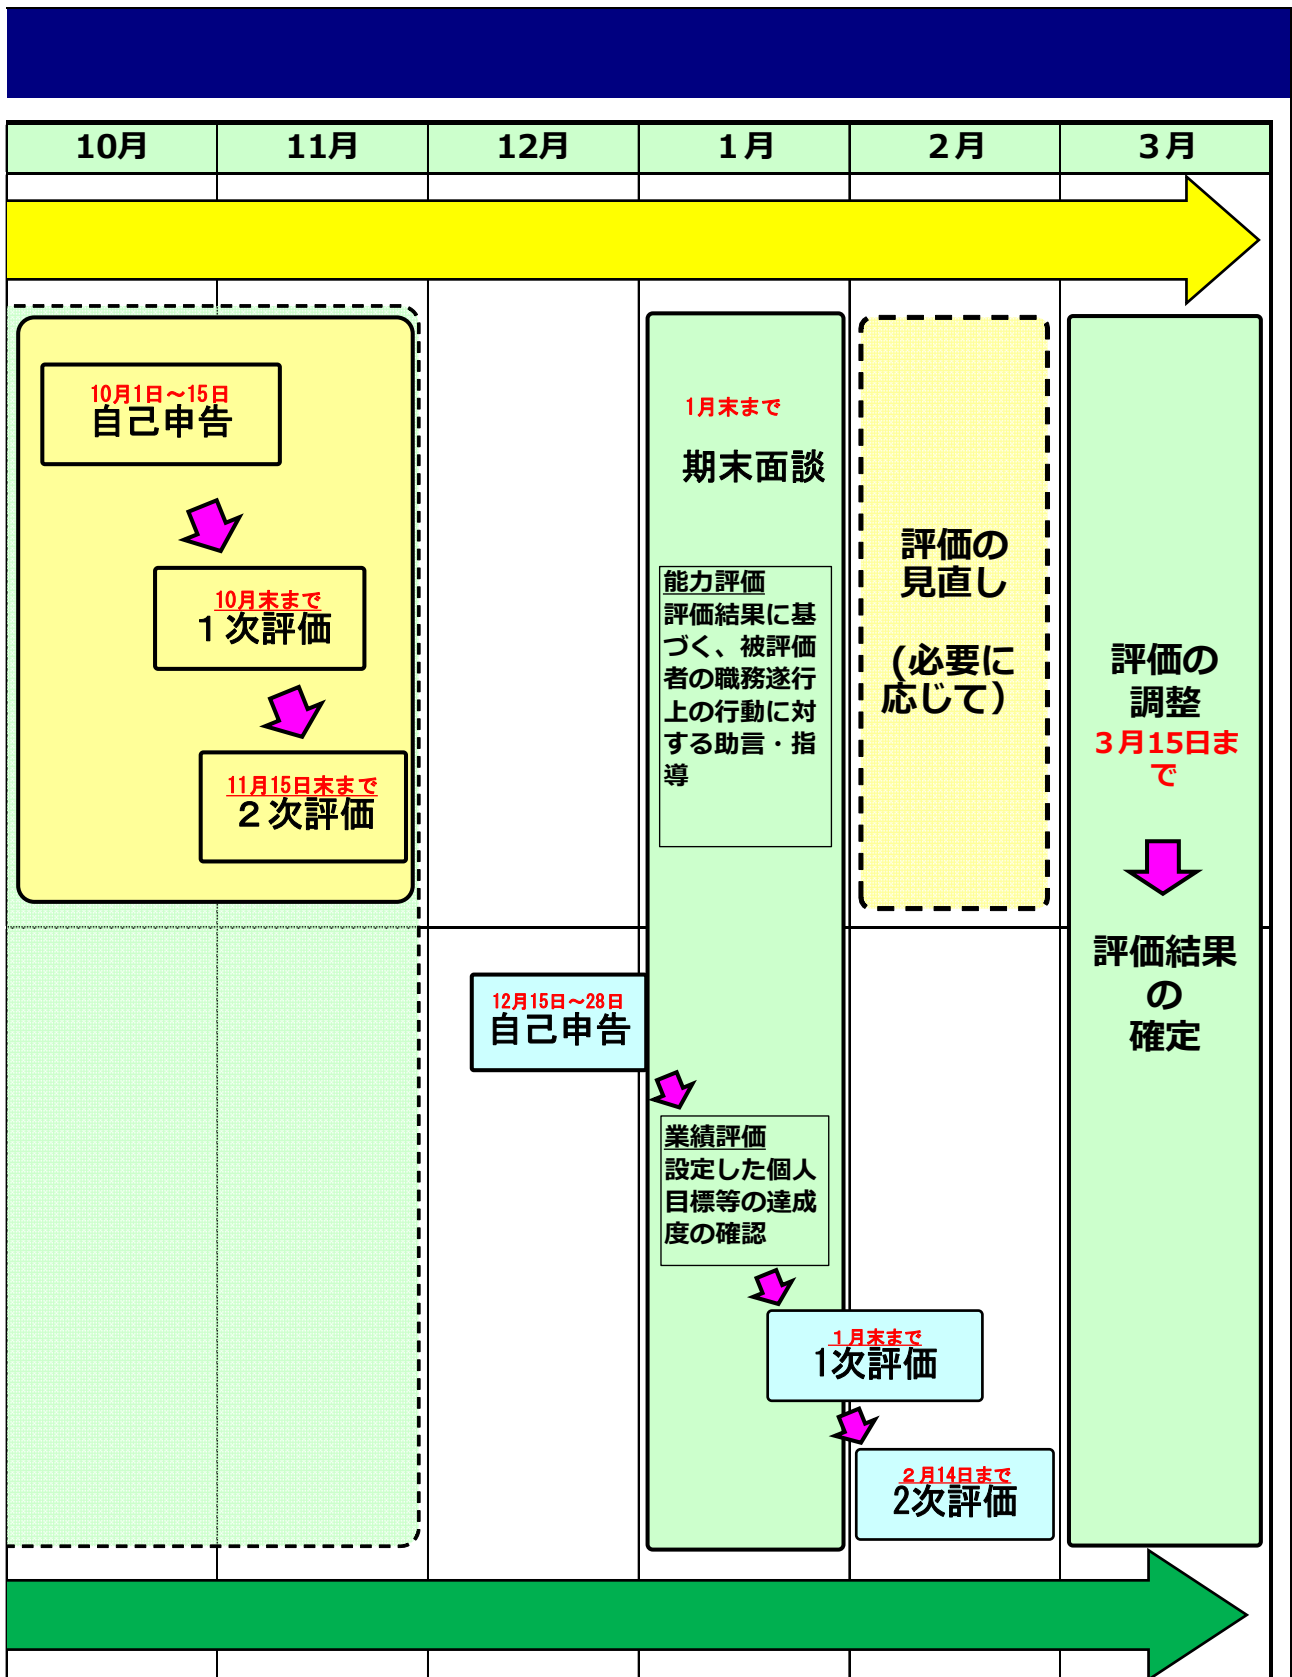 10月 11月 12月 １月 ２月 ３月
10月1日～15日
自己申告
10月末まで
１次評価
11月15日末まで
２次評価
1月末まで
期末面談
能力評価
評価結果に基
づく、被評価
者の職務遂行
上の行動に対
する助言・指
導
評価の
見直し
(必要に
応じて）
評価の
調整
３月15日ま
で
評価結果
の
確定
12月15日～28日
自己申告
業績評価
設定した個人
目標等の達成
度の確認
１月末まで
1次評価
２月14日まで
2次評価